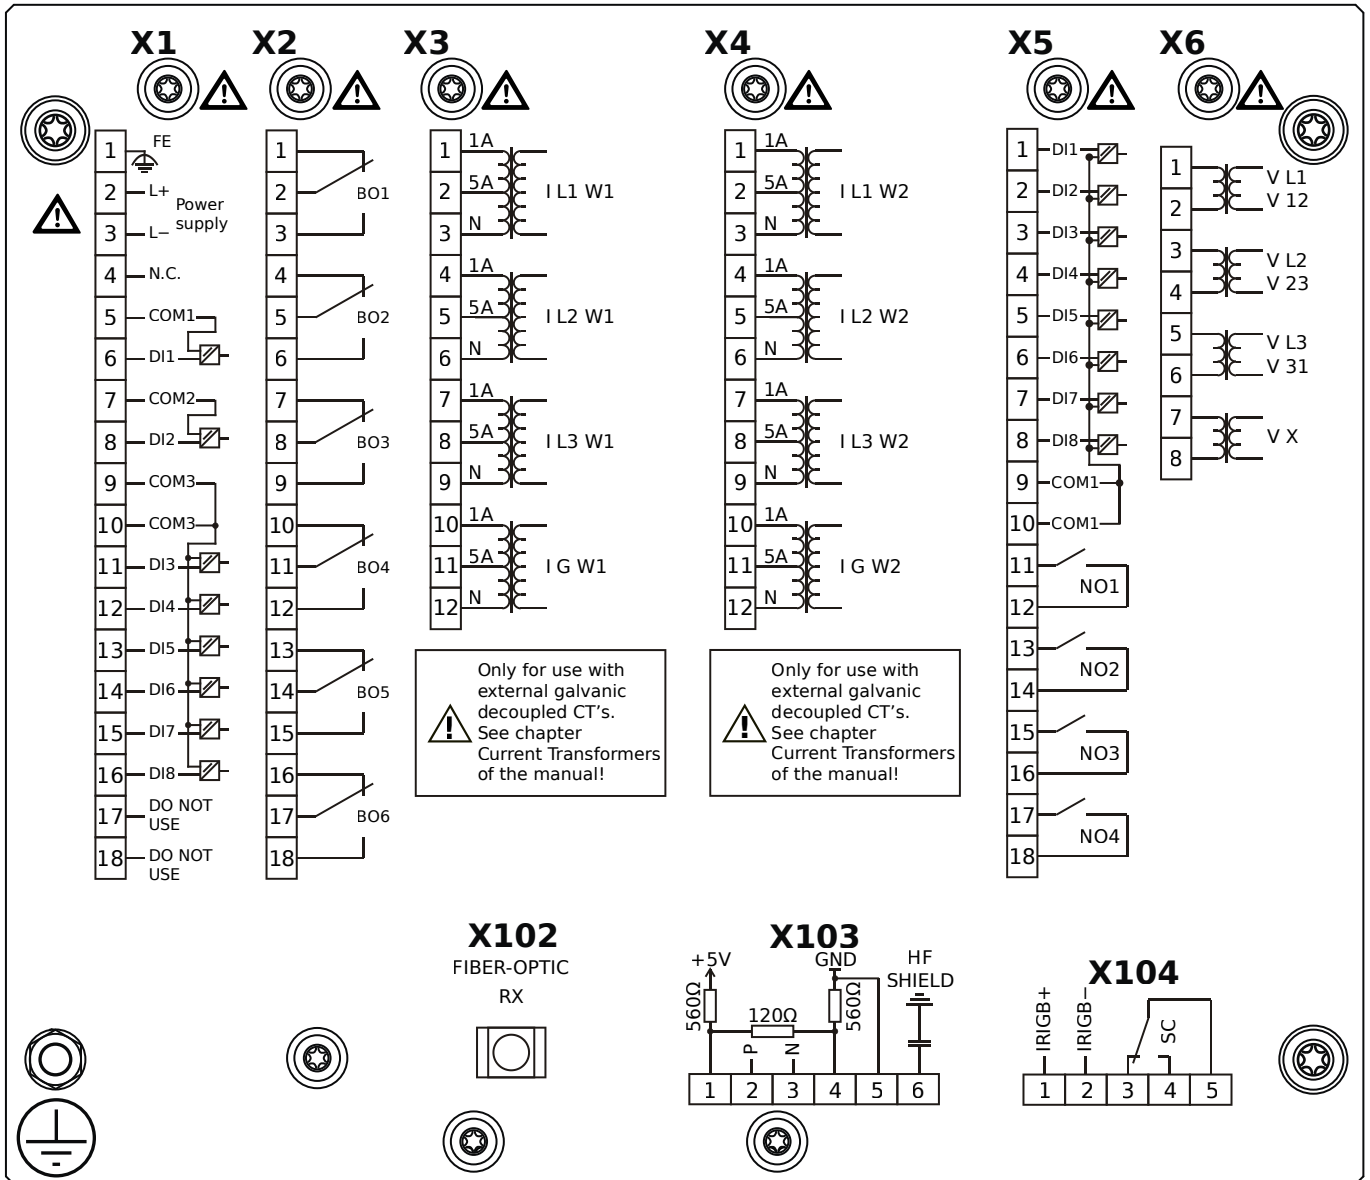 X1
X2
X3
X4
X5
X6
1
FE
2
L+
Power
supply
3
L−
4
N.C.
5
COM1
6
DI1
7
COM2
8
DI2
9
COM3
10
COM3
11
DI3
12
DI4
13
DI5
14
DI6
15
DI7
16
DI8
17
DO NOT
USE
18
DO NOT
USE
1
2
BO1
3
4
5
BO2
6
7
8
BO3
9
10
11
BO4
12
13
14
BO5
15
16
17
BO6
18
1
1A
2
5A
I L1 W1
3
N
4
1A
5
5A
I L2 W1
6
N
7
1A
8
5A
I L3 W1
9
N
10
1A
11
5A
I G W1
12
N
Only for use with
external galvanic
decoupled CT's.
See chapter
Current Transformers
of the manual!
1
1A
2
5A
I L1 W2
3
N
4
1A
5
5A
I L2 W2
6
N
7
1A
8
5A
I L3 W2
9
N
10
1A
11
5A
I G W2
12
N
Only for use with
external galvanic
decoupled CT's.
See chapter
Current Transformers
of the manual!
1
DI1
2
DI2
3
DI3
4
DI4
5
DI5
6
DI6
7
DI7
8
DI8
9
COM1
10
COM1
11
NO1
12
13
NO2
14
15
NO3
16
17
NO4
18
1
V L1
2
V 12
3
V L2
4
V 23
5
V L3
6
V 31
7
V X
8
X102
FIBER-OPTIC
RX
X103
+5V
GND
HF
SHIELD
560Ω
120Ω
560Ω
P
N
1 2 3 4 5 6
X104
IRIGB+
IRIGB−
SC
1 2 3 4 5